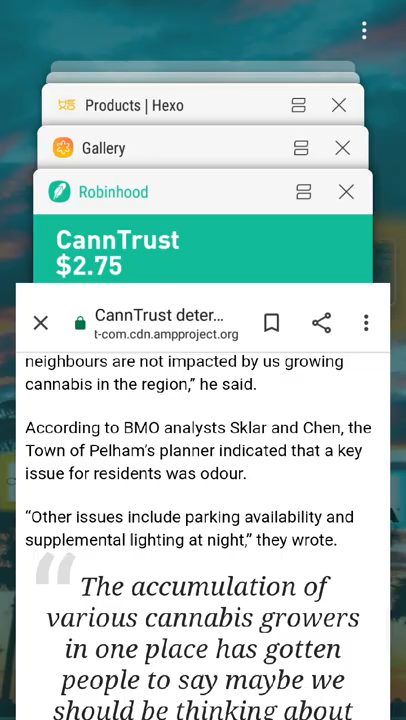 Products | Hexo
Gallery
Robinhood
CannTrust
$2.75
CannTrust deter...
t-com.cdn.ampproject.org
neighbours are not impacted by us growing
cannabis in the region,” he said.
According to BMO analysts Sklar and Chen, the
Town of Pelham’s planner indicated that a key
issue for residents was odour.
“Other issues include parking availability and
supplemental lighting at night,” they wrote.
“
The accumulation of
various cannabis growers
in one place has gotten
people to say maybe we
should be thinking about